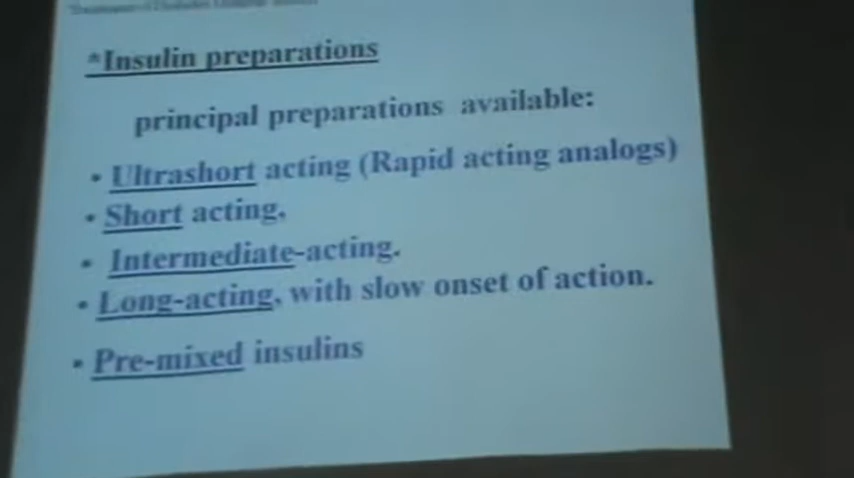 *Insulin preparations
principal preparations available:
• Ultrashort acting (Rapid acting analogs)
• Short acting.
• Intermediate-acting.
• Long-acting, with slow onset of action.
• Pre-mixed insulins